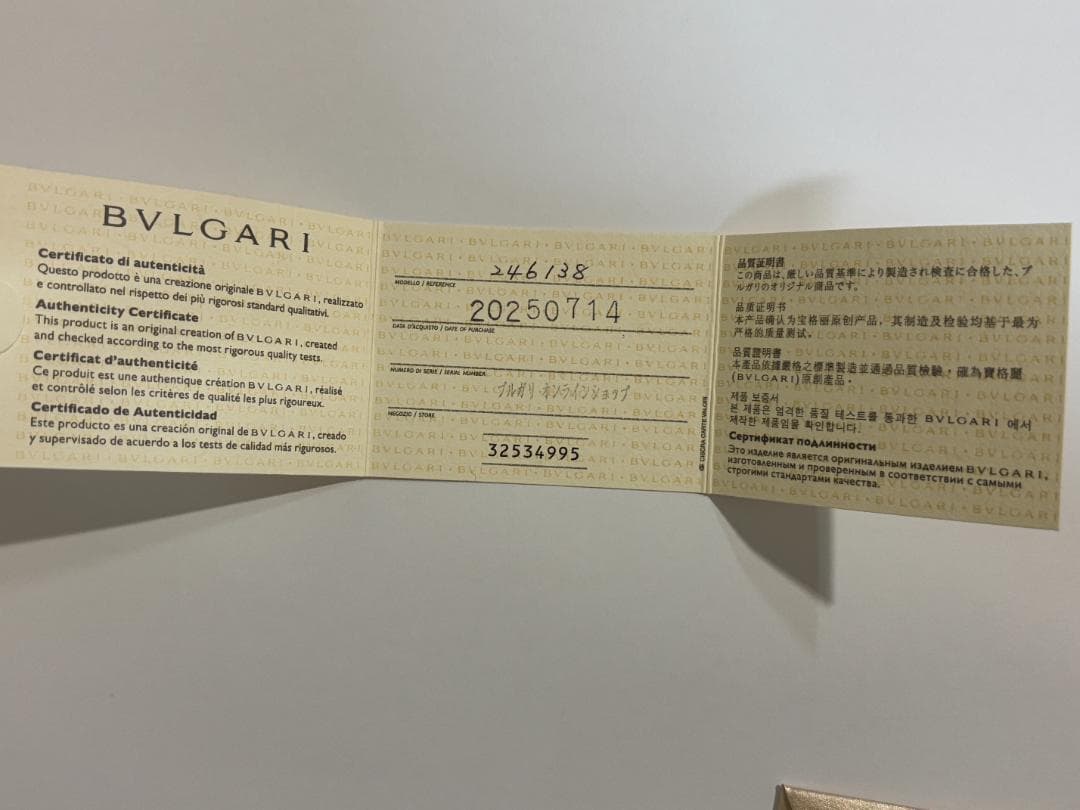 BVLGARI
Certificato di autenticità
Questo prodotto è una creazione originale BVLGARI, realizzato
e controllato nel rispetto dei più rigorosi standard qualitativi.
Authenticity Certificate
This product is an original creation of BVLGARI, created
and checked according to the most rigorous quality tests.
Certificat d'authenticité
Ce produit est une authentique création BVLGARI, réalisé
et contrôlé selon les critères de qualité les plus rigoureux.
Certificado de Autenticidad
Este producto es una creación original de BVLGARI, creado
y supervisado de acuerdo a los tests de calidad más rigurosos.
246138
MODELLO / REFERENCE
20250714
DATA D'ACQUISTO / DATE OF PURCHASE
NUMERO DI SERIE / SERIAL NUMBER
ブルガリ オンラインショップ
NEGOZIO / STORE
32534995
品質証明書
この商品は、厳しい品質基準により製造され検査に合格した、ブ
ルガリのオリジナル商品です。
品质证明书
本产品确认为宝格丽原创产品，其制造及检验均基于最为
严格的质量测试。
品質證明書
本產品依據嚴格之標準製造並通過品質檢驗，確為寶格麗
(BVLGARI)原創產品。
제품 보증서
본 제품은 엄격한 품질 테스트를 통과한 BVLGARI 에서
제작한 제품임을 확인합니다.
Сертификат подлинности
Это изделие является оригинальным изделием BVLGARI,
изготовленным и проверенным в соответствии с самыми
строгими стандартами качества.